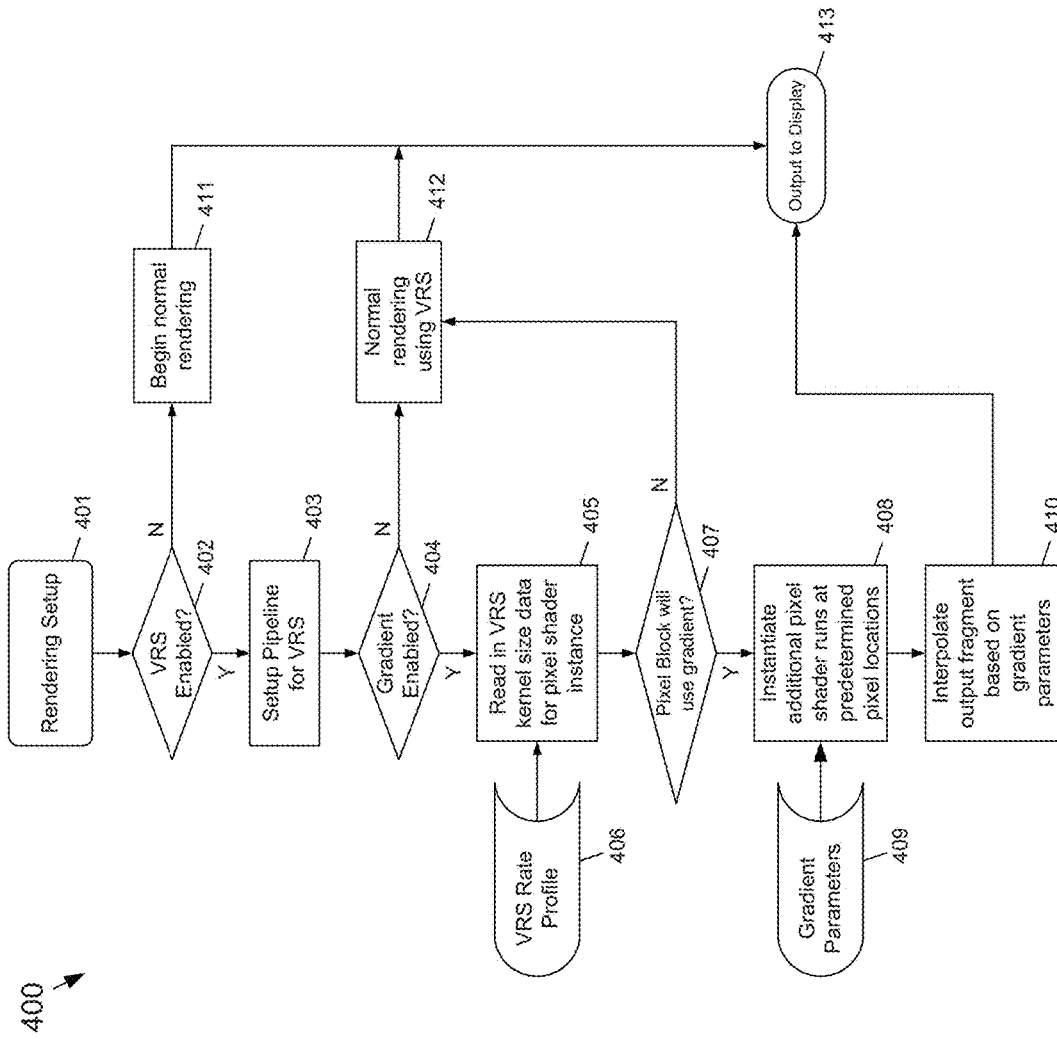 400
Rendering Setup
401
VRS
Enabled?
402
N
Y
Begin normal
rendering
411
Setup Pipeline
for VRS
403
Gradient
Enabled?
404
N
Y
Normal
rendering
using VRS
412
VRS Rate
Profile
406
Read in VRS
kernel size data
for pixel shader
instance
405
Pixel Block will
use gradient?
407
N
Y
Gradient
Parameters
409
Instantiate
additional pixel
shader runs at
predetermined
pixel locations
408
Interpolate
output fragment
based on
gradient
parameters
410
Output to Display
413